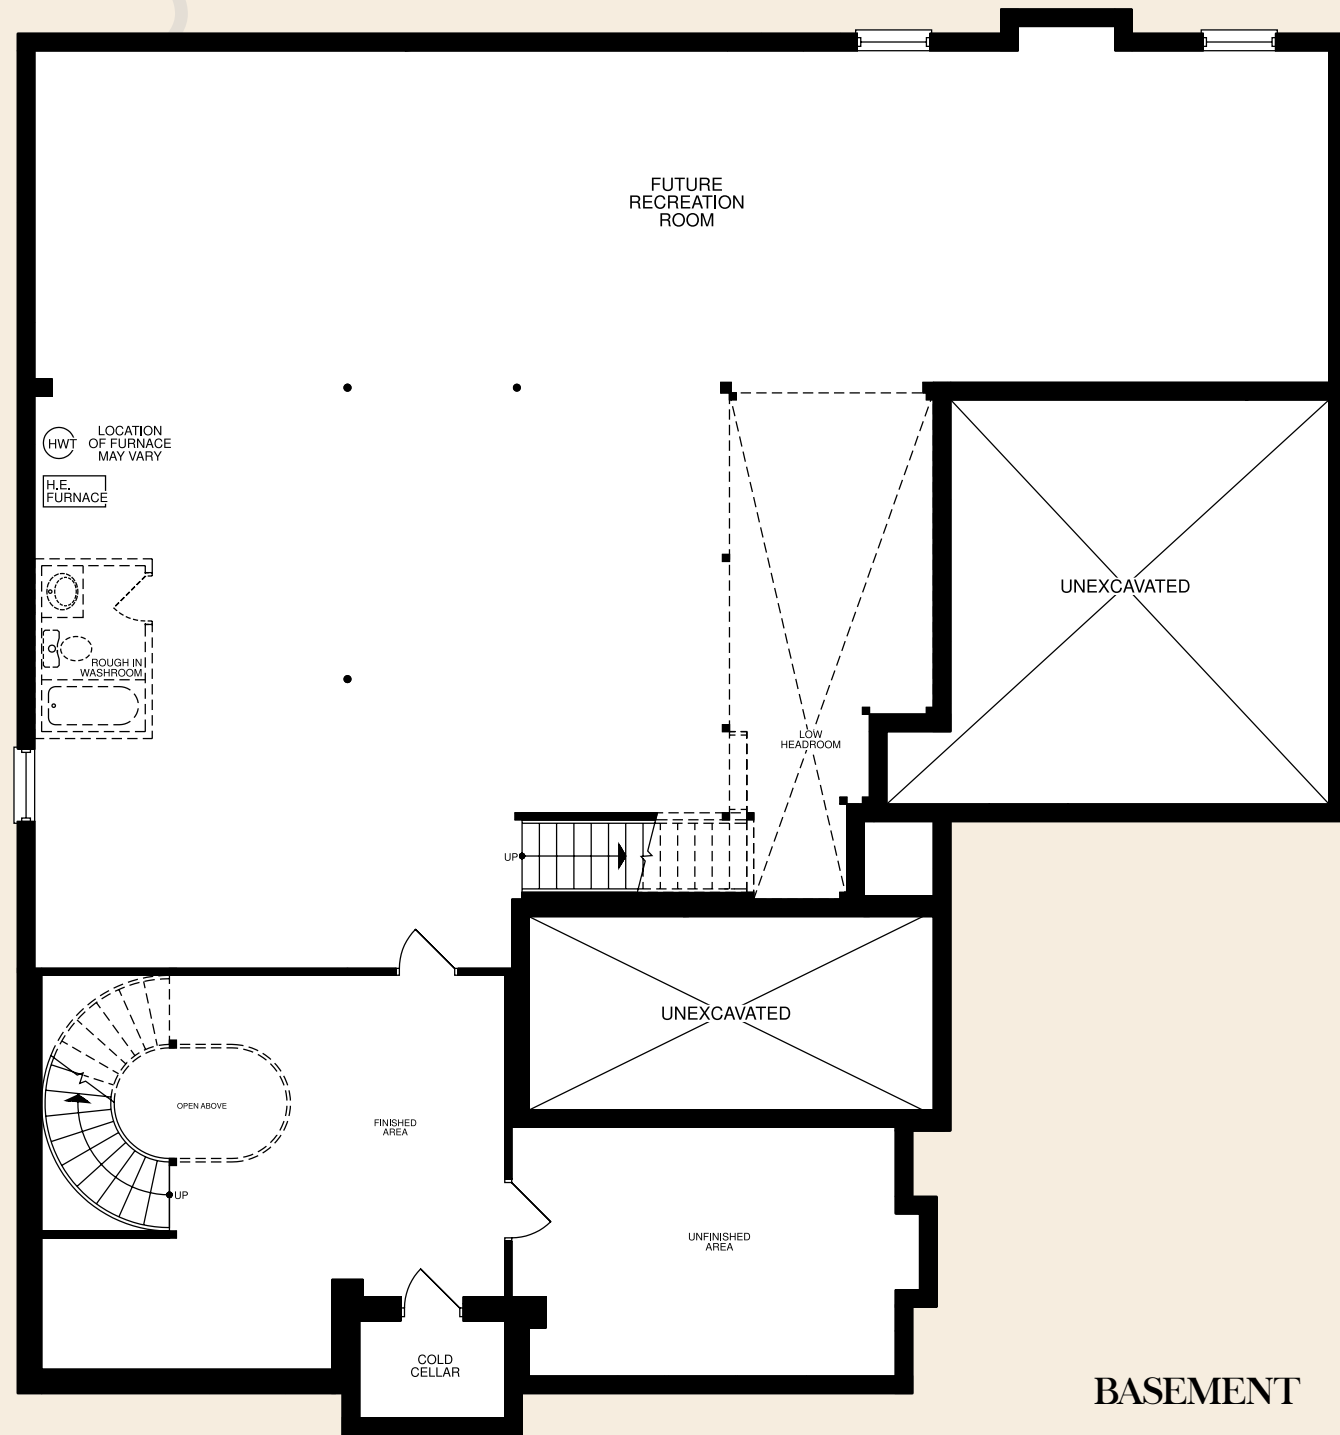 FUTURE
RECREATION
ROOM
HWT
LOCATION
OF FURNACE
MAY VARY
H.E.
FURNACE
UNEXCAVATED
ROUGH IN
WASHROOM
LOW
HEADROOM
UP
UNEXCAVATED
OPEN ABOVE
FINISHED
AREA
UP
UNFINISHED
AREA
COLD
CELLAR
BASEMENT